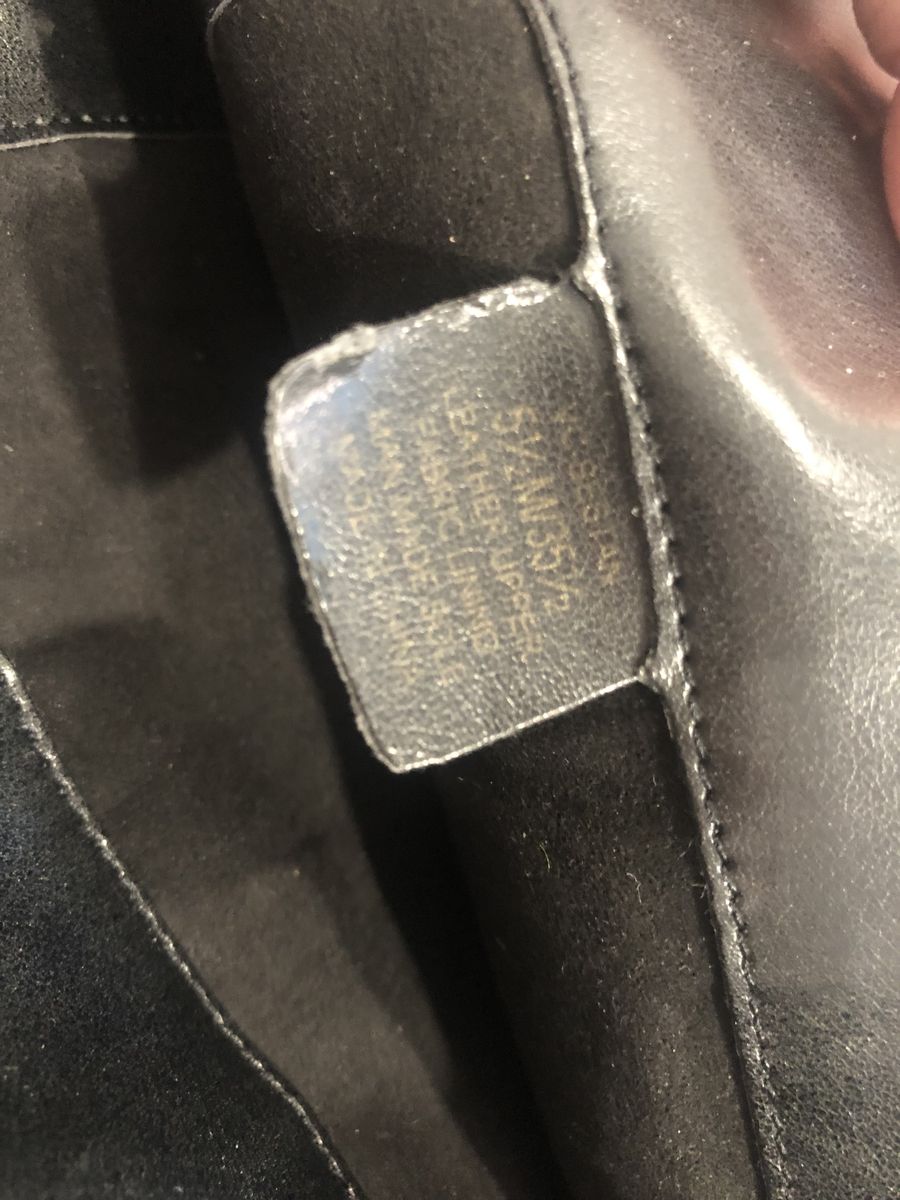 5½M/35½
LEATHER UPPER
FABRIC LINING
MAN MADE SOLE
MADE IN CHINA